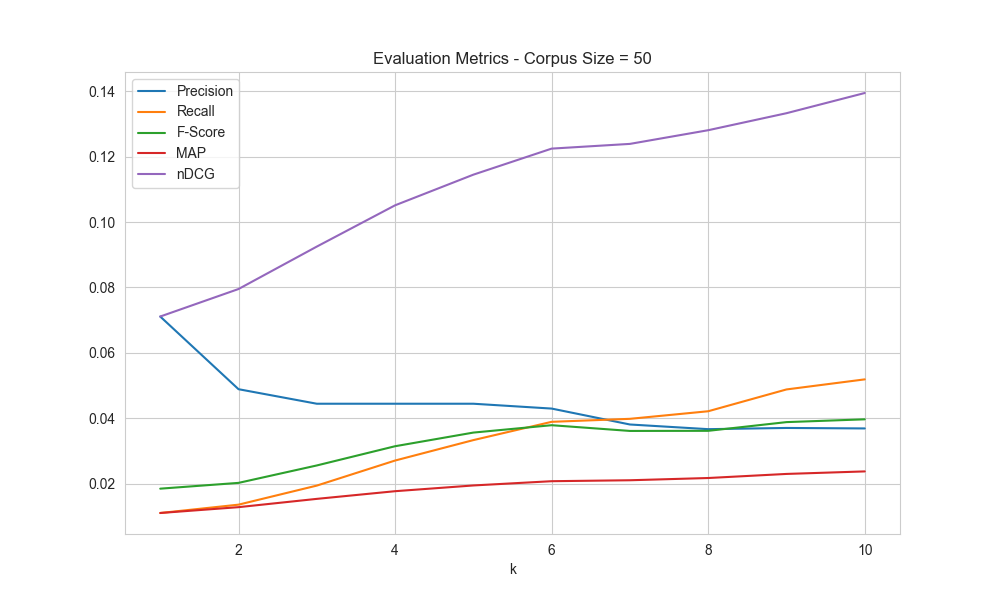 Evaluation Metrics - Corpus Size = 50
Precision
Recall
F-Score
MAP
nDCG
0.14
0.12
0.10
0.08
0.06
0.04
0.02
2 4 6 8 10
k